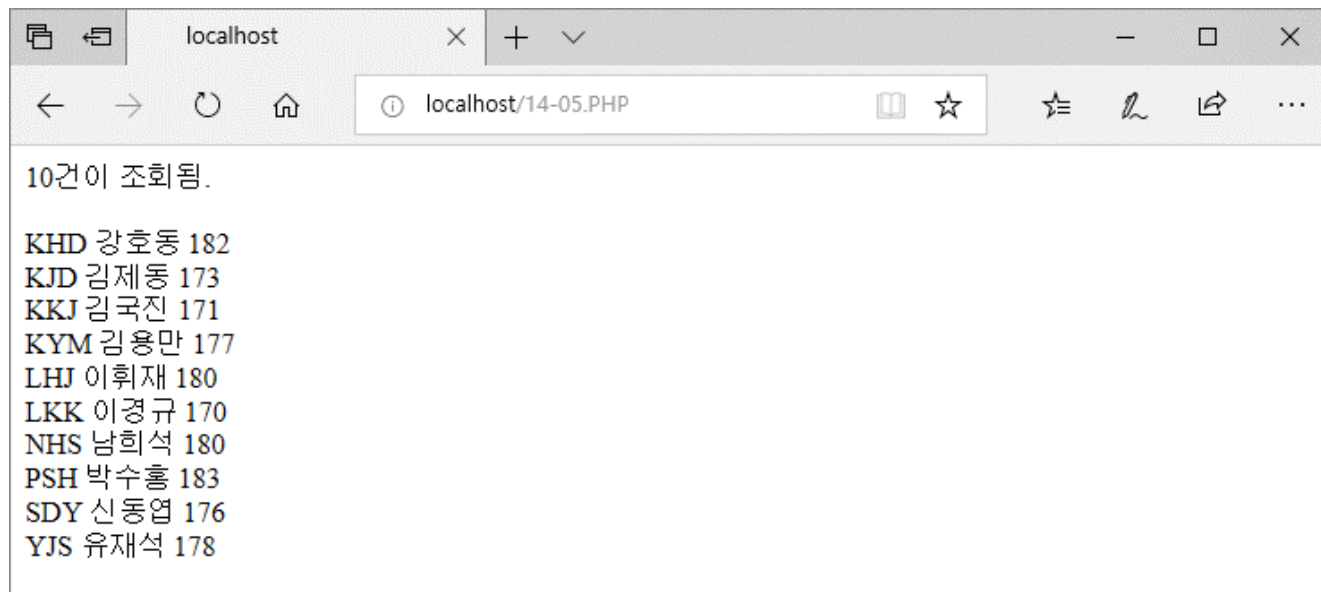 localhost
localhost/14-05.PHP
10건이 조회됨.
KHD 강호동 182
KJD 김제동 173
KKJ 김국진 171
KYM 김용만 177
LHJ 이휘재 180
LKK 이경규 170
NHS 남희석 180
PSH 박수홍 183
SDY 신동엽 176
YJS 유재석 178